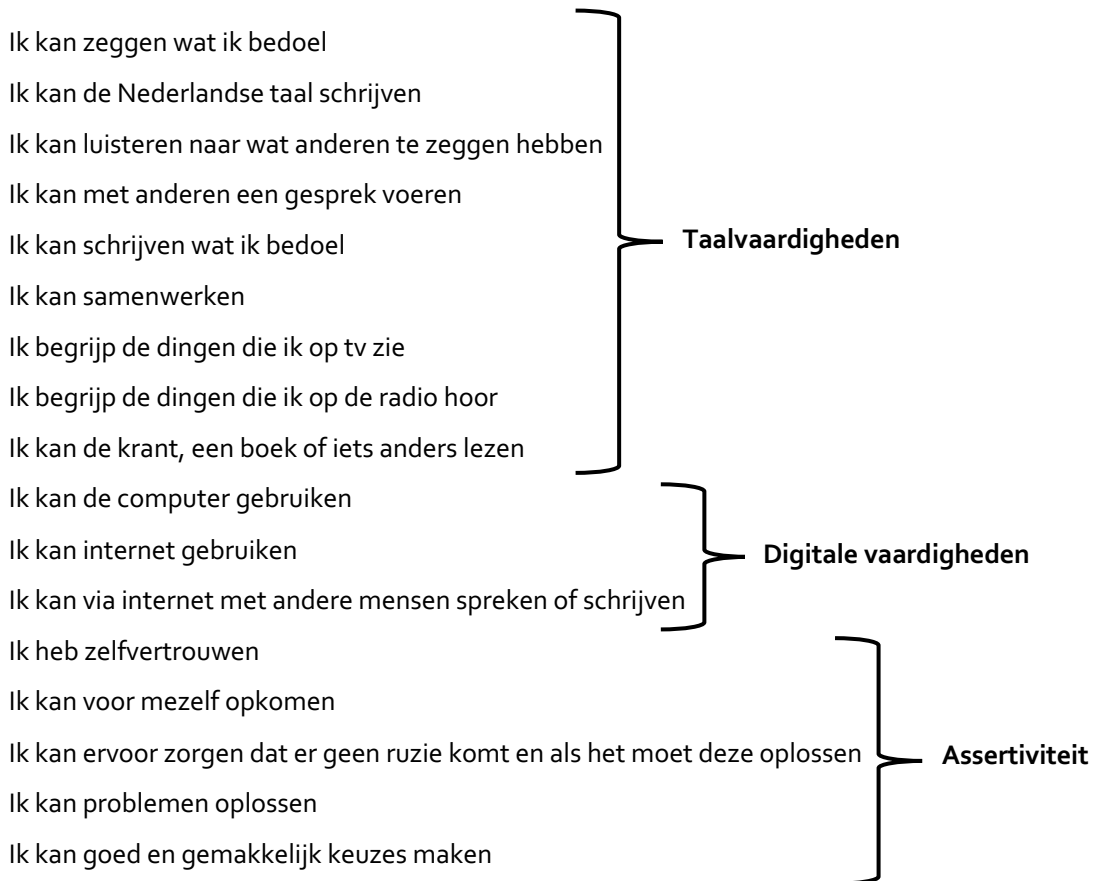 Ik kan zeggen wat ik bedoel
Ik kan de Nederlandse taal schrijven
Ik kan luisteren naar wat anderen te zeggen hebben
Ik kan met anderen een gesprek voeren
Ik kan schrijven wat ik bedoel
Ik kan samenwerken
Ik begrijp de dingen die ik op tv zie
Ik begrijp de dingen die ik op de radio hoor
Ik kan de krant, een boek of iets anders lezen
Taalvaardigheden
Ik kan de computer gebruiken
Ik kan internet gebruiken
Ik kan via internet met andere mensen spreken of schrijven
Digitale vaardigheden
Ik heb zelfvertrouwen
Ik kan voor mezelf opkomen
Ik kan ervoor zorgen dat er geen ruzie komt en als het moet deze oplossen
Ik kan problemen oplossen
Ik kan goed en gemakkelijk keuzes maken
Assertiviteit